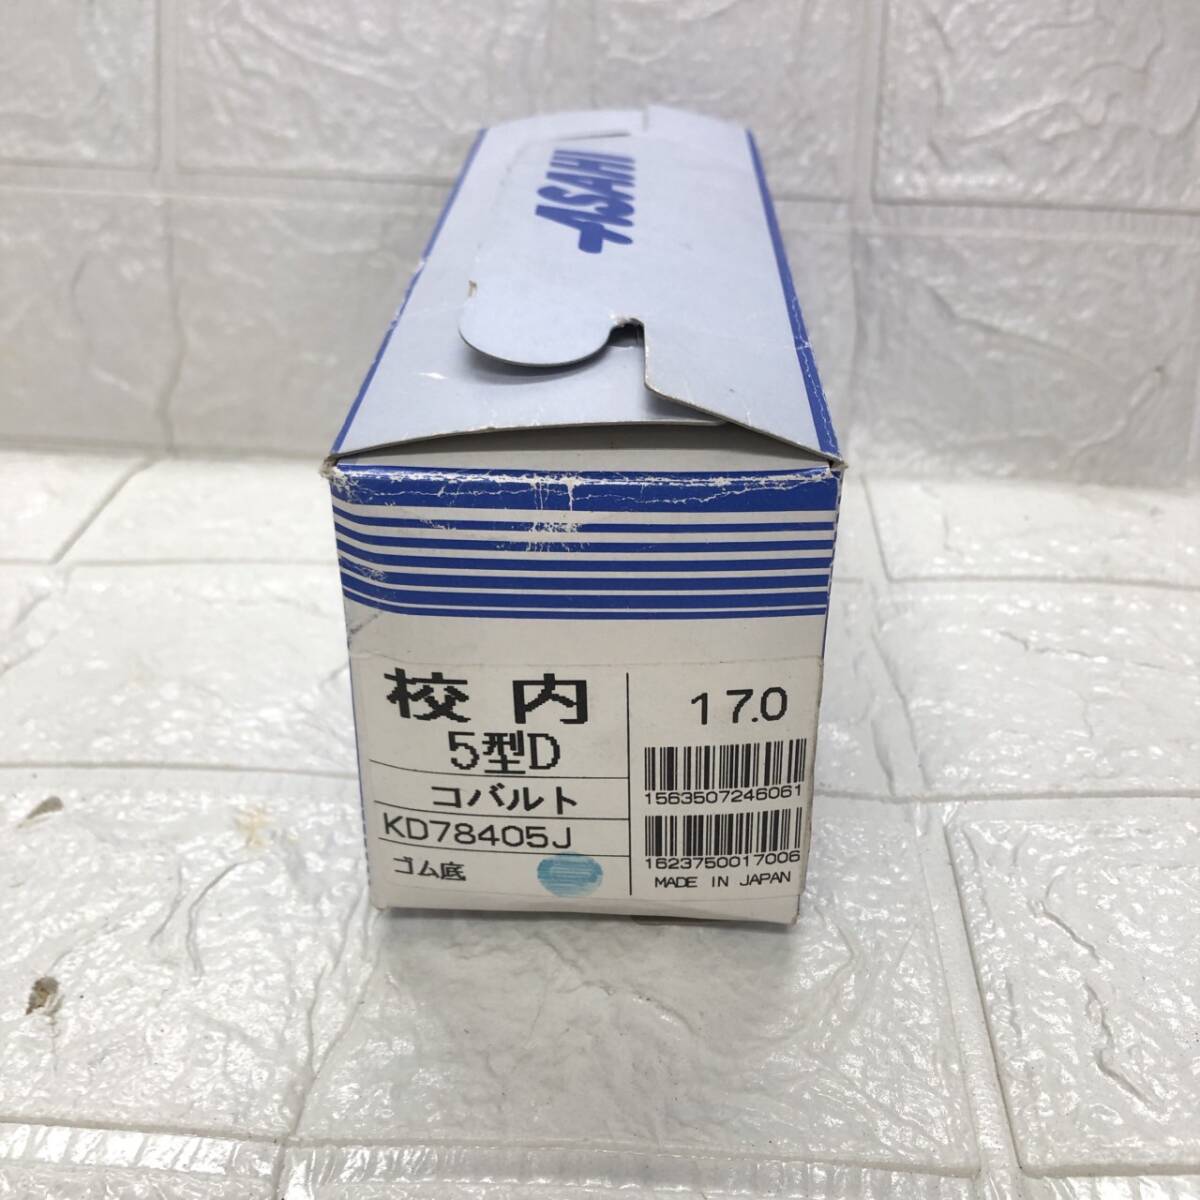 ASAHI
校内
5型D
コバルト
KD78405J
ゴム底
17.0
1563507246061
1623750017006
MADE IN JAPAN